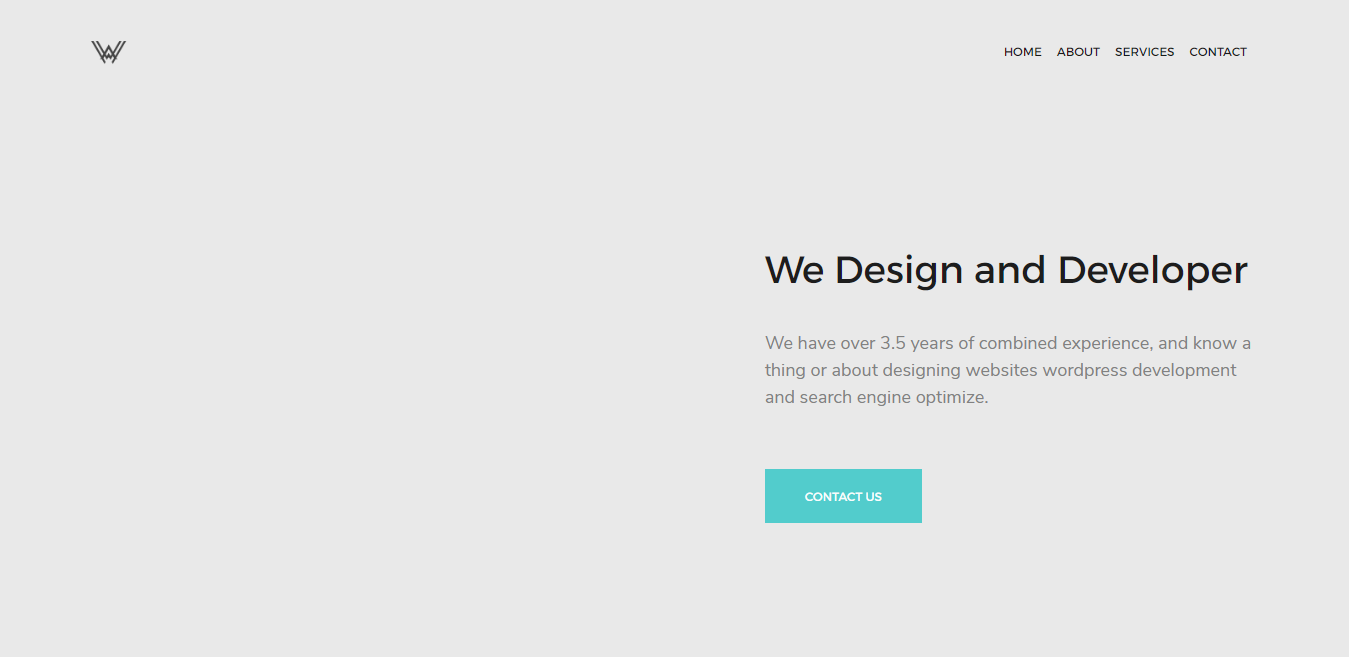 HOME ABOUT SERVICES CONTACT
We Design and Developer
We have over 3.5 years of combined experience, and know a
thing or about designing websites wordpress development
and search engine optimize.
CONTACT US